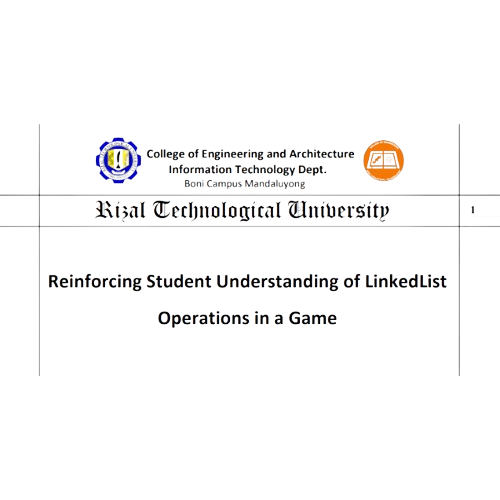 College of Engineering and Architecture
Information Technology Dept.
Boni Campus Mandaluyong
Rizal Technological University
1
Reinforcing Student Understanding of LinkedList
Operations in a Game